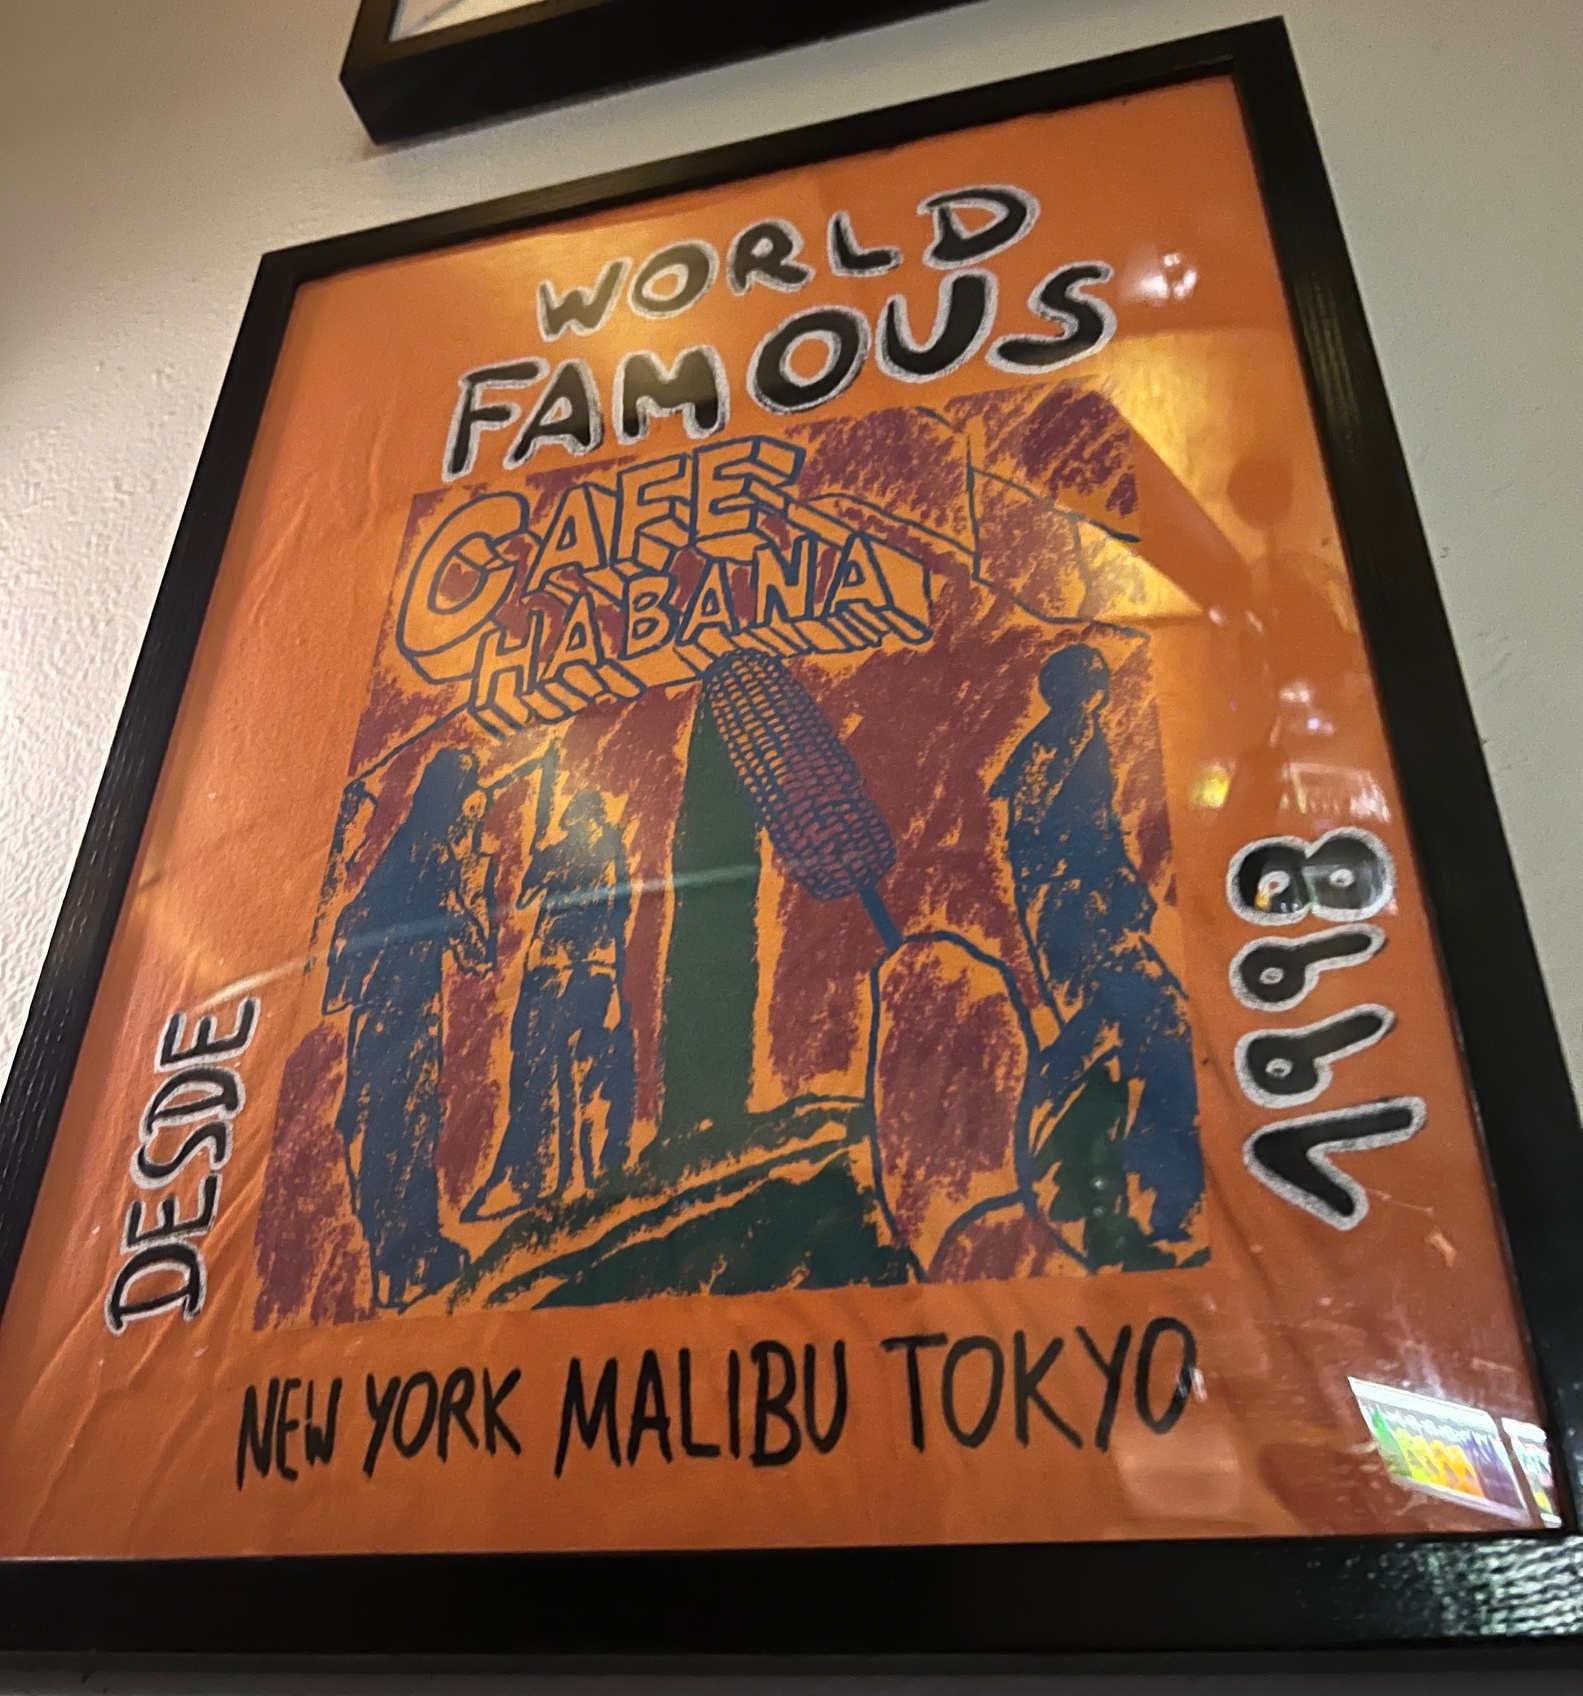 WORLD
FAMOUS
CAFE
HABANA
DESDE
1998
NEW YORK MALIBU TOKYO